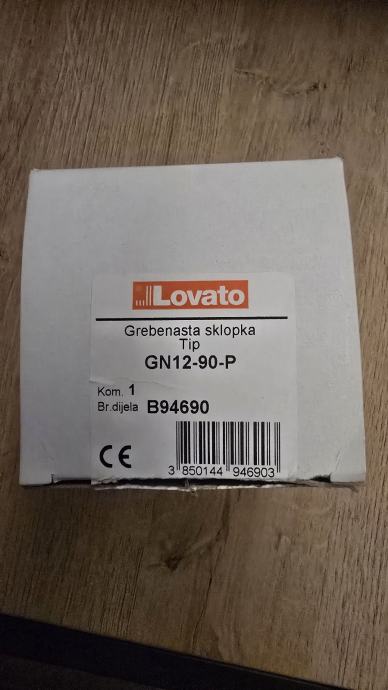 Lovato
Grebenasta sklopka
Tip
GN12-90-P
Kom. 1
Br.dijela B94690
CE
3 850144 946903